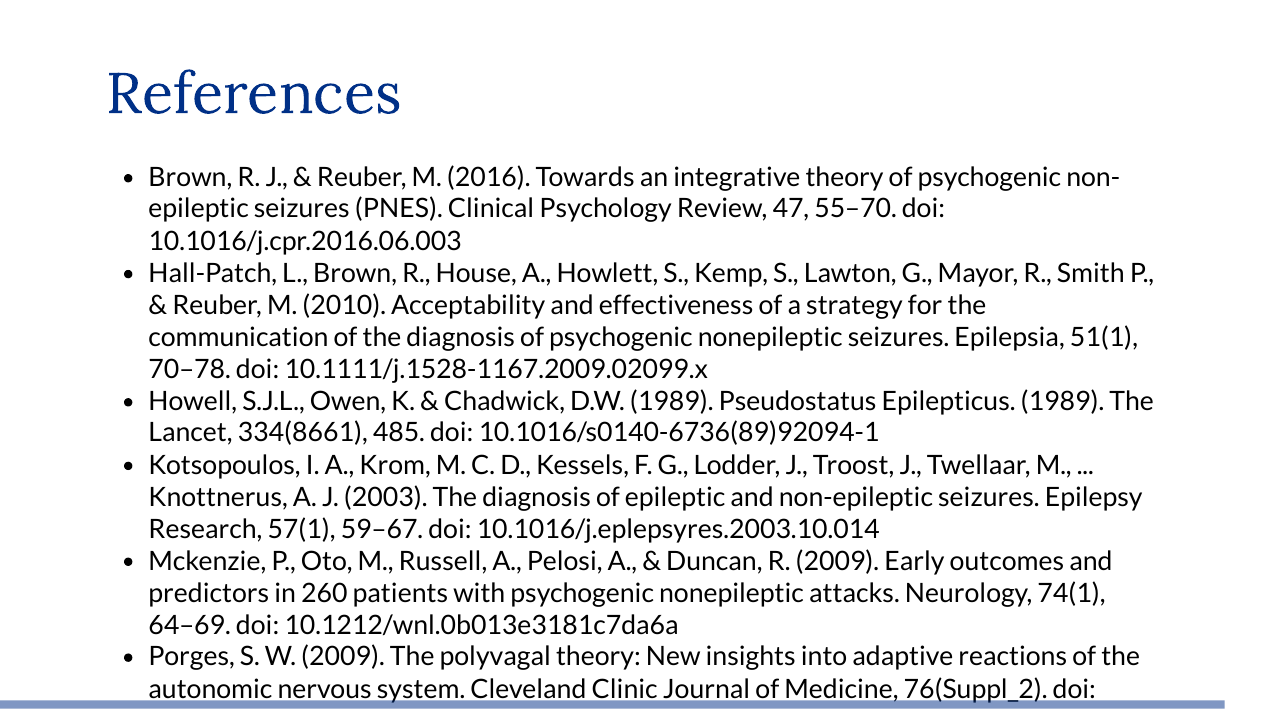 References
• Brown, R. J., & Reuber, M. (2016). Towards an integrative theory of psychogenic non-
epileptic seizures (PNES). Clinical Psychology Review, 47, 55–70. doi:
10.1016/j.cpr.2016.06.003
• Hall-Patch, L., Brown, R., House, A., Howlett, S., Kemp, S., Lawton, G., Mayor, R., Smith P.,
& Reuber, M. (2010). Acceptability and effectiveness of a strategy for the
communication of the diagnosis of psychogenic nonepileptic seizures. Epilepsia, 51(1),
70–78. doi: 10.1111/j.1528-1167.2009.02099.x
• Howell, S.J.L., Owen, K. & Chadwick, D.W. (1989). Pseudostatus Epilepticus. (1989). The
Lancet, 334(8661), 485. doi: 10.1016/s0140-6736(89)92094-1
• Kotsopoulos, I. A., Krom, M. C. D., Kessels, F. G., Lodder, J., Troost, J., Twellaar, M., ...
Knottnerus, A. J. (2003). The diagnosis of epileptic and non-epileptic seizures. Epilepsy
Research, 57(1), 59–67. doi: 10.1016/j.eplepsyres.2003.10.014
• Mckenzie, P., Oto, M., Russell, A., Pelosi, A., & Duncan, R. (2009). Early outcomes and
predictors in 260 patients with psychogenic nonepileptic attacks. Neurology, 74(1),
64–69. doi: 10.1212/wnl.0b013e3181c7da6a
• Porges, S. W. (2009). The polyvagal theory: New insights into adaptive reactions of the
autonomic nervous system. Cleveland Clinic Journal of Medicine, 76(Suppl_2). doi: